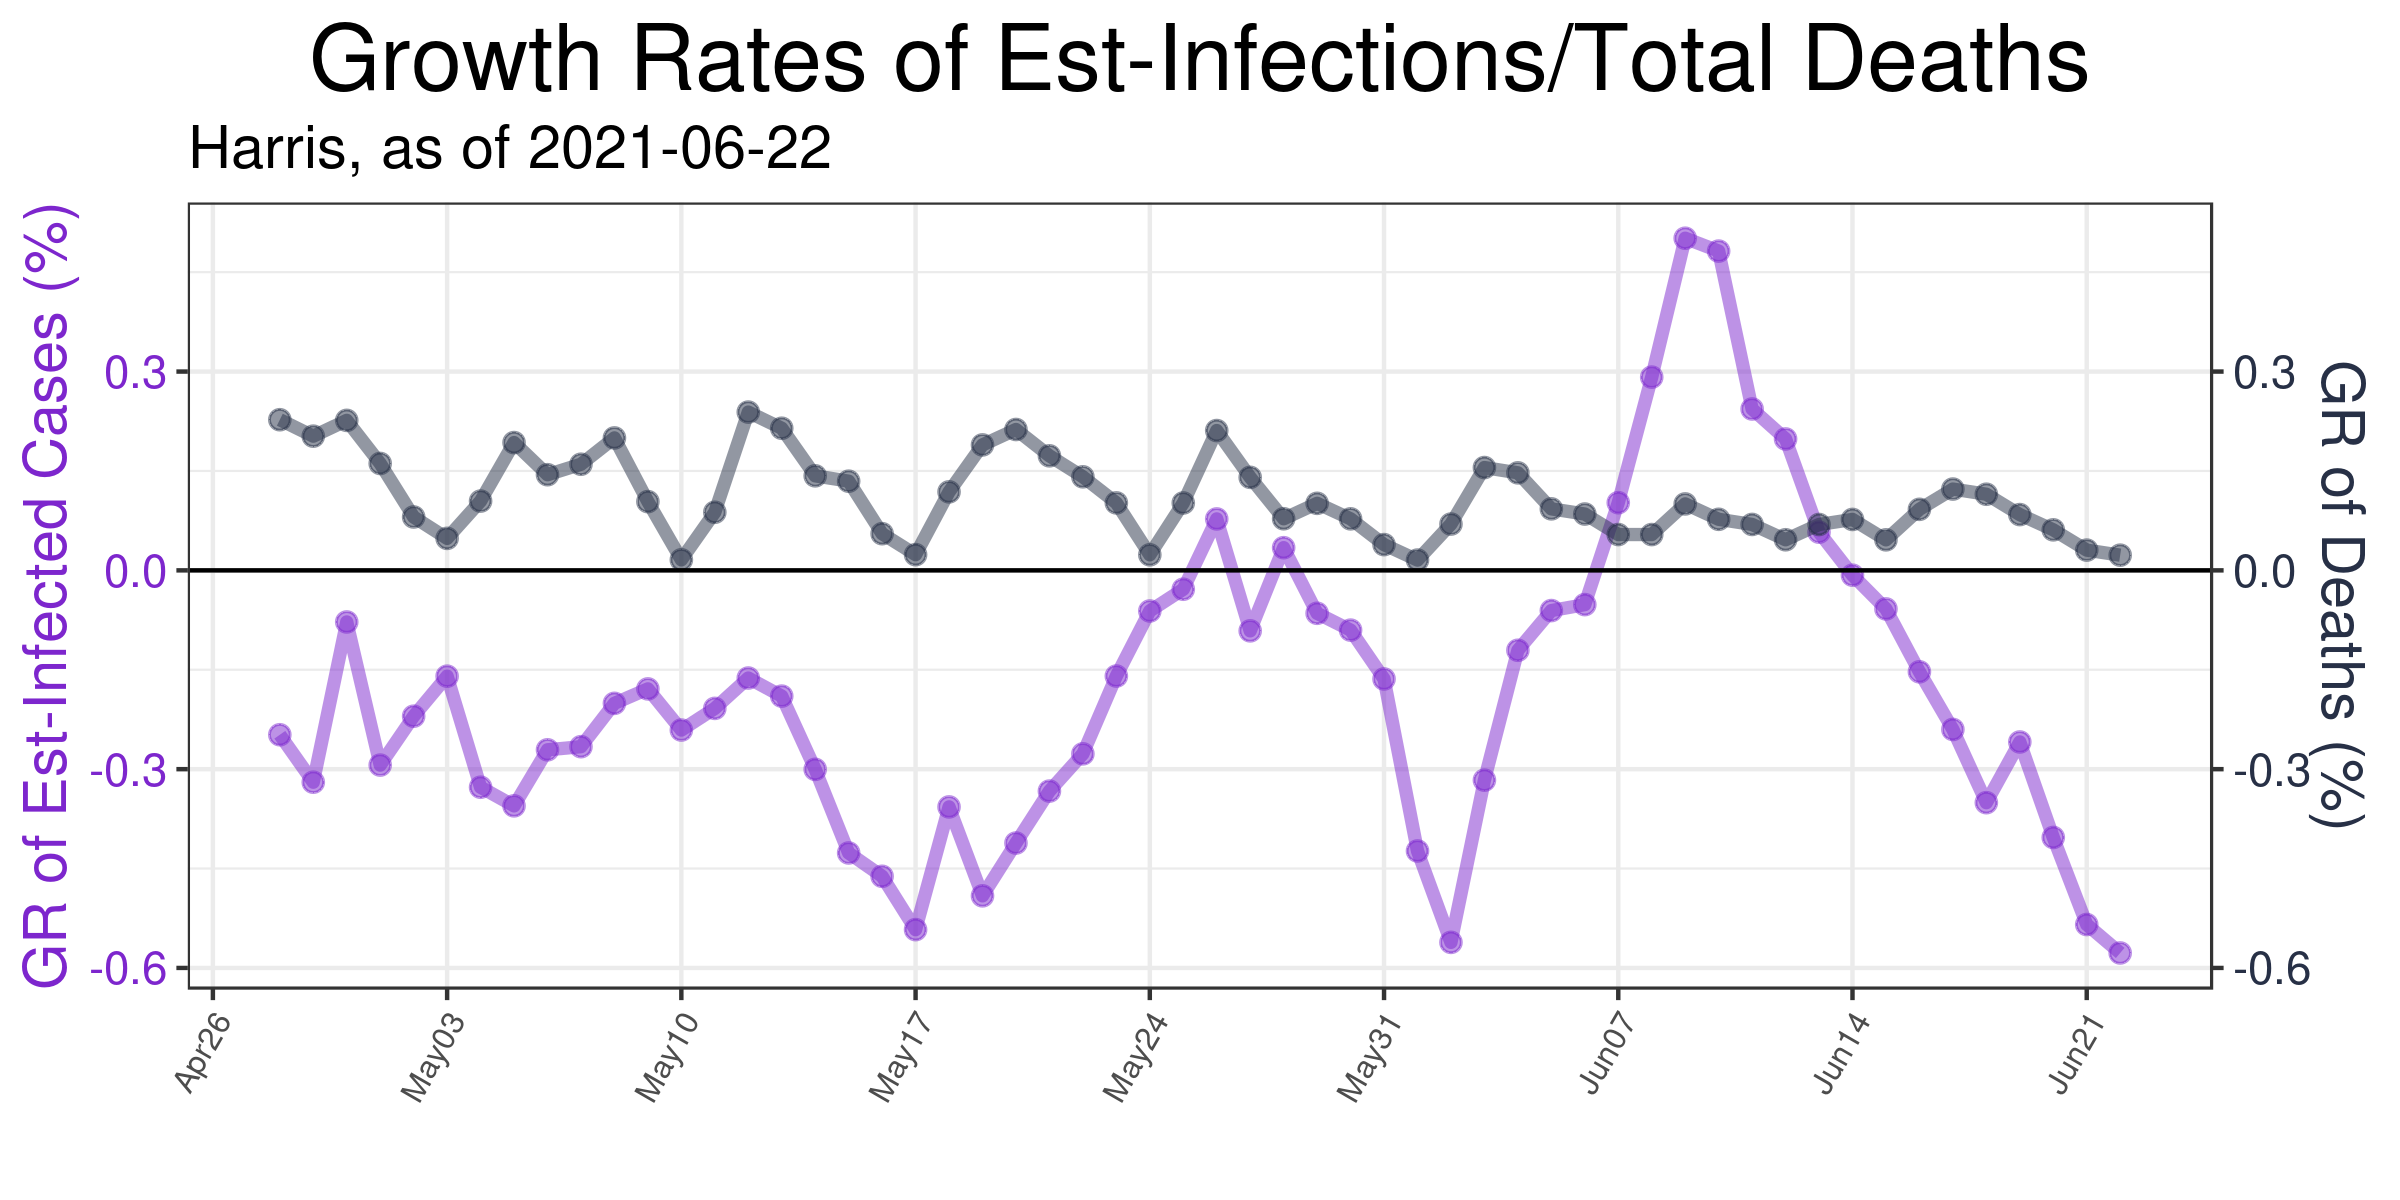 Growth Rates of Est-Infections/Total Deaths
Harris, as of 2021-06-22
GR of Est-Infected Cases (%)
0.3
0.0
-0.3
-0.6
0.3
0.0
-0.3
-0.6
GR of Deaths (%)
Apr26
May03
May10
May17
May24
May31
Jun07
Jun14
Jun21